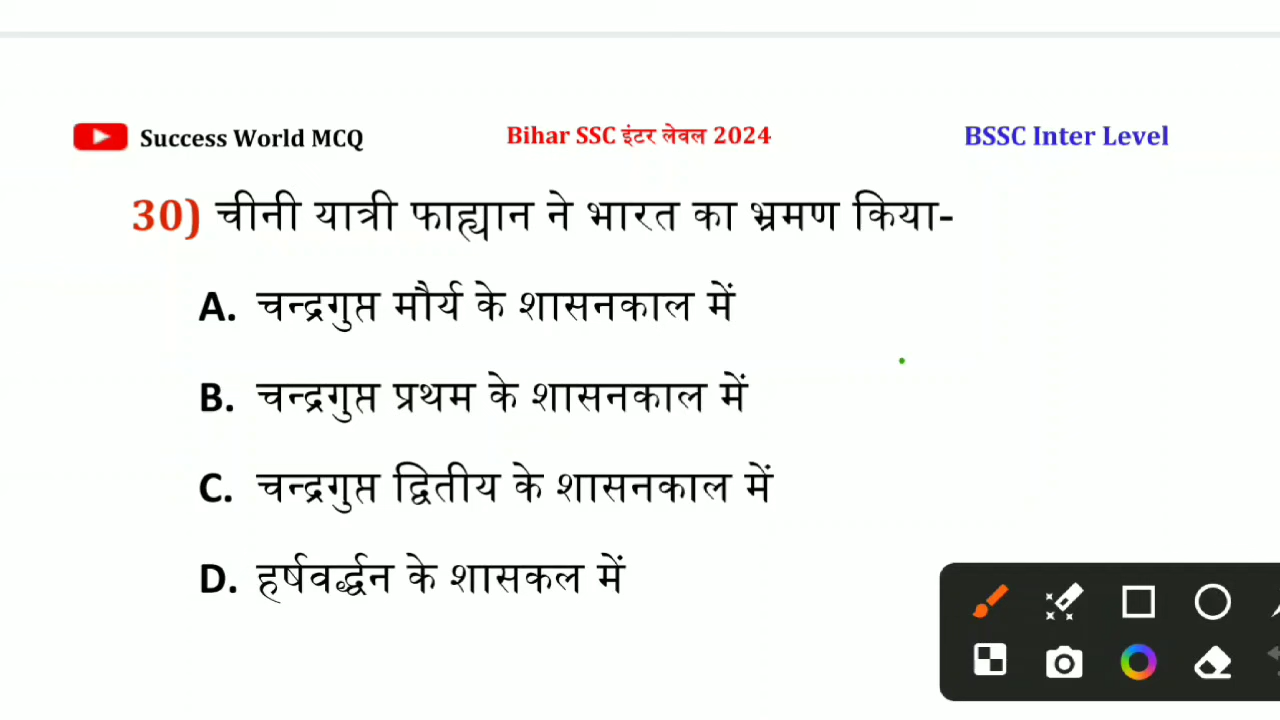 Success World MCQ
Bihar SSC इंटर लेवल 2024
BSSC Inter Level
30) चीनी यात्री फाह्यान ने भारत का भ्रमण किया-
A. चन्द्रगुप्त मौर्य के शासनकाल में
B. चन्द्रगुप्त प्रथम के शासनकाल में
C. चन्द्रगुप्त द्वितीय के शासनकाल में
D. हर्षवर्द्धन के शासकल में